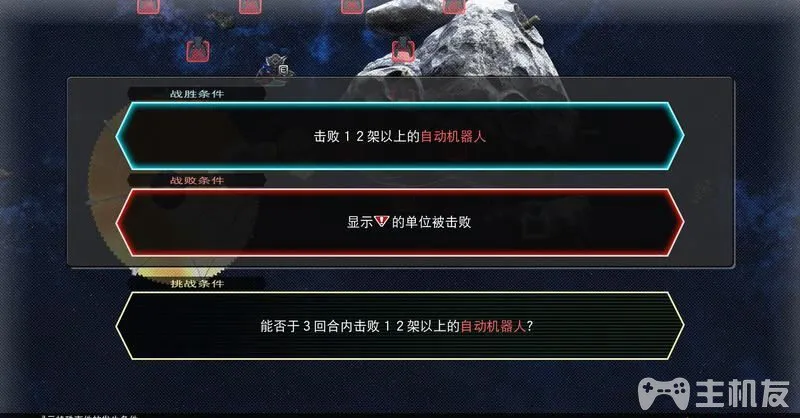 战胜条件
击败12架以上的自动机器人
战败条件
显示的单位被击败
挑战条件
能否于3回合内击败12架以上的自动机器人?
主机友